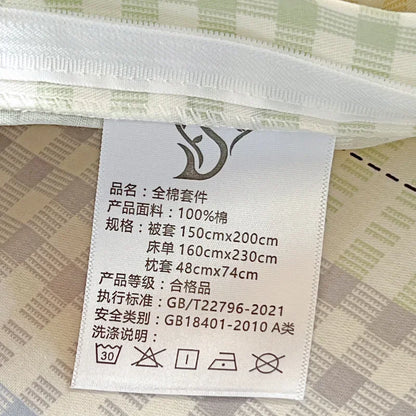 品名：全棉套件
产品面料：100%棉
规格：被套 150cmx200cm
床单 160cmx230cm
枕套 48cmx74cm
产品等级：合格品
执行标准：GB/T22796-2021
安全类别：GB18401-2010 A类
洗涤说明：
30